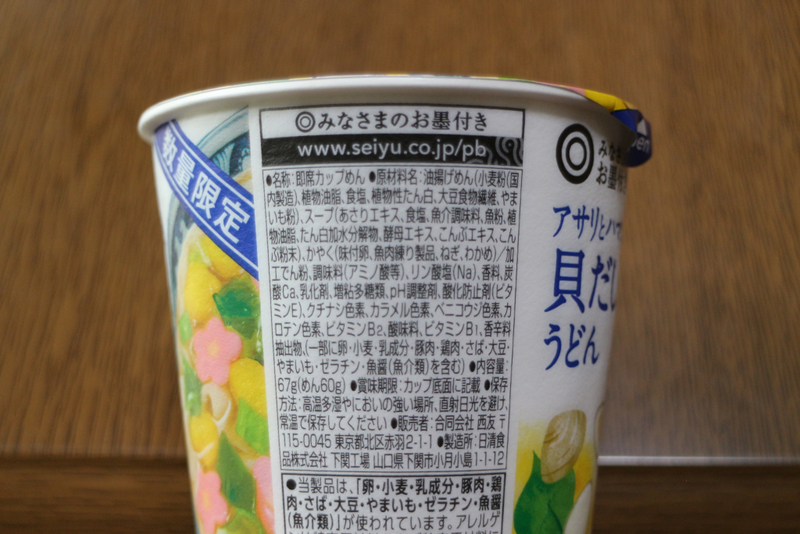 ◎みなさまのお墨付き
www.seiyu.co.jp/pb
●名称:即席カップめん ●原材料名:油揚げめん(小麦粉(国
内製造)、植物油脂、食塩、植物性たん白、大豆食物繊維、や
まいも粉)、スープ(あさりエキス、食塩、魚介調味料、魚粉、植
物油脂、たん白加水分解物、酵母エキス、こんぶエキス、こん
ぶ粉末)、かやく(味付卵、魚肉練り製品、ねぎ、わかめ)/加
工でん粉、調味料(アミノ酸等)、リン酸塩(Na)、香料、炭
酸Ca、乳化剤、増粘多糖類、pH調整剤、酸化防止剤(ビタ
ミンE)、クチナシ色素、カラメル色素、ベニコウジ色素、カ
ロテン色素、ビタミンB2、酸味料、ビタミンB1、香辛料
抽出物、(一部に卵・小麦・乳成分・豚肉・鶏肉・さば・大豆・
やまいも・ゼラチン・魚醤(魚介類)を含む) ●内容量:
67g(めん60g) ●賞味期限:カップ底面に記載 ●保存
方法:高温多湿やにおいの強い場所、直射日光を避け、
常温で保存してください ●販売者:合同会社 西友 〒
115-0045 東京都北区赤羽2-1-1 ●製造所:日清食
品株式会社 下関工場 山口県下関市小月小島1-1-12
●当製品は、「卵・小麦・乳成分・豚肉・鶏
肉・さば・大豆・やまいも・ゼラチン・魚醤
(魚介類)」が使われています。アレルゲ
数量限定
みなさ
お墨付
アサリとハマ
貝だし
うどん